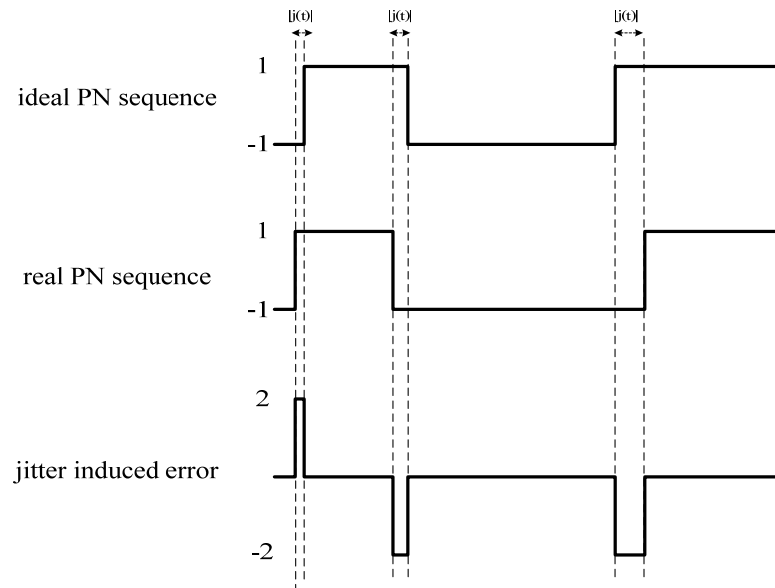 |j(t)| |j(t)| |j(t)|
1
ideal PN sequence
-1
1
real PN sequence
-1
2
jitter induced error
-2